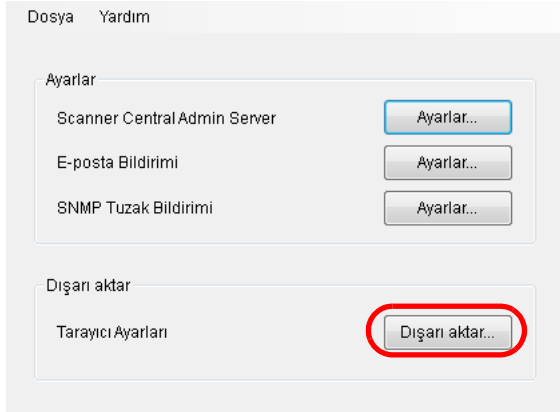 Dosya Yardım
Ayarlar
Scanner Central Admin Server Ayarlar...
E-posta Bildirimi Ayarlar...
SNMP Tuzak Bildirimi Ayarlar...
Dışarı aktar
Tarayıcı Ayarları Dışarı aktar...